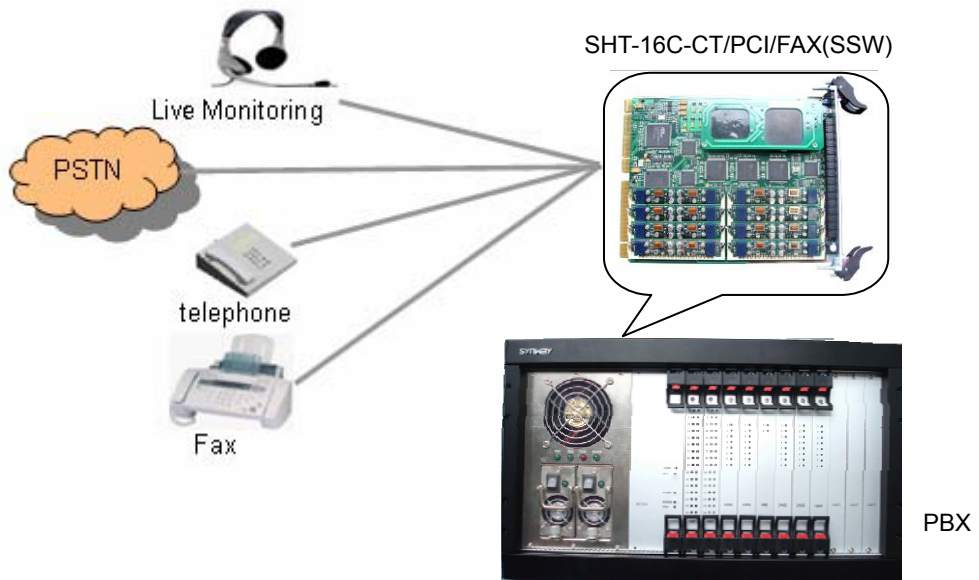 SHT-16C-CT/PCI/FAX(SSW)
Live Monitoring
PSTN
telephone
Fax
SYNWAY
PBX